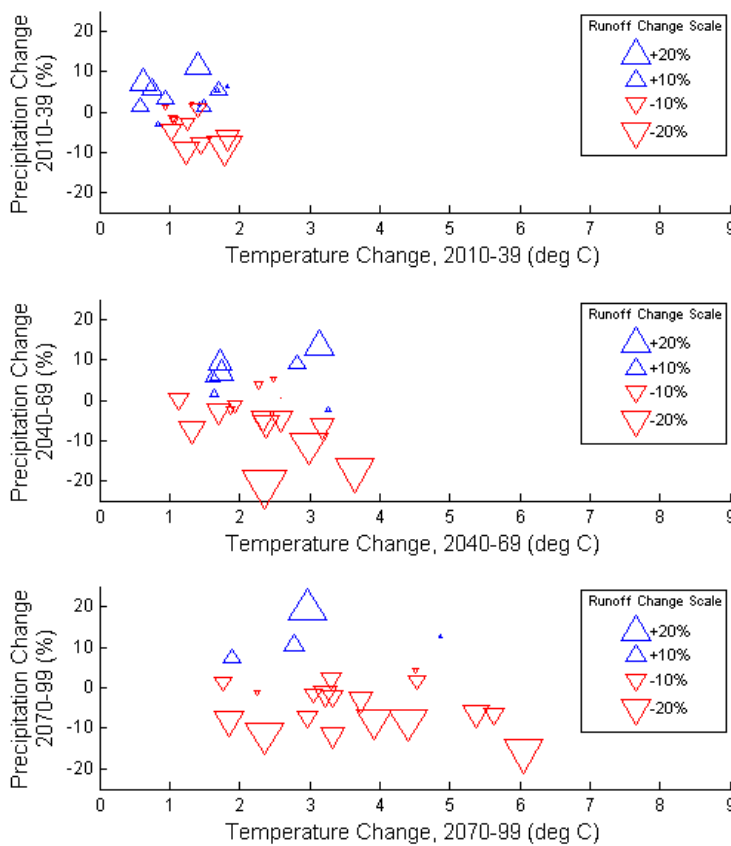 Precipitation Change
2010-39 (%)
20
10
0
-10
-20
0 1 2 3 4 5 6 7 8 9
Temperature Change, 2010-39 (deg C)
Runoff Change Scale
+20%
+10%
-10%
-20%
Precipitation Change
2040-69 (%)
20
10
0
-10
-20
0 1 2 3 4 5 6 7 8 9
Temperature Change, 2040-69 (deg C)
Runoff Change Scale
+20%
+10%
-10%
-20%
Precipitation Change
2070-99 (%)
20
10
0
-10
-20
0 1 2 3 4 5 6 7 8 9
Temperature Change, 2070-99 (deg C)
Runoff Change Scale
+20%
+10%
-10%
-20%